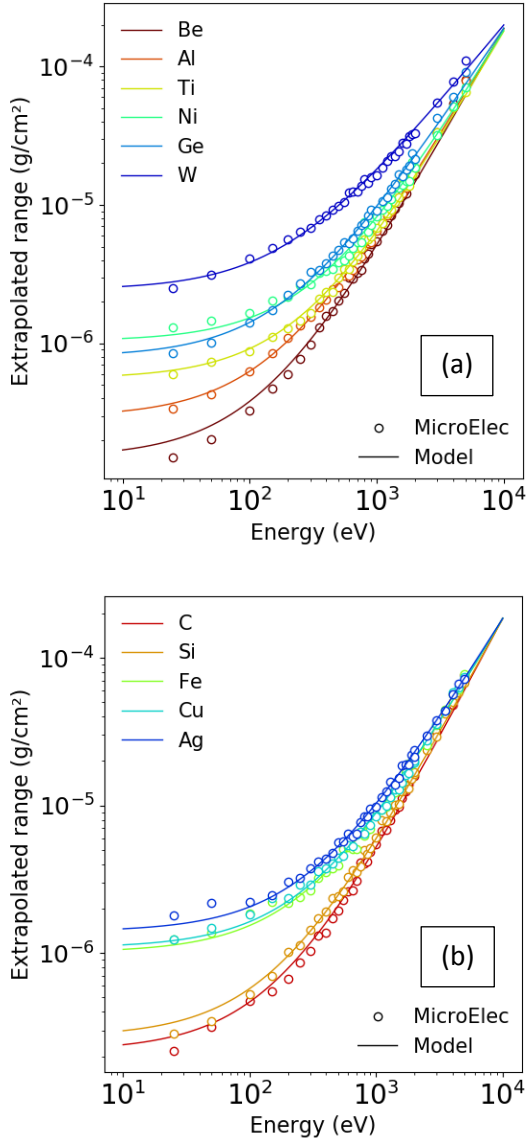 Be
Al
Ti
Ni
Ge
W
10⁻⁴
10⁻⁵
10⁻⁶
Extrapolated range (g/cm²)
(a)
MicroElec
Model
10¹ 10² 10³ 10⁴
Energy (eV)
C
Si
Fe
Cu
Ag
10⁻⁴
10⁻⁵
10⁻⁶
Extrapolated range (g/cm²)
(b)
MicroElec
Model
10¹ 10² 10³ 10⁴
Energy (eV)